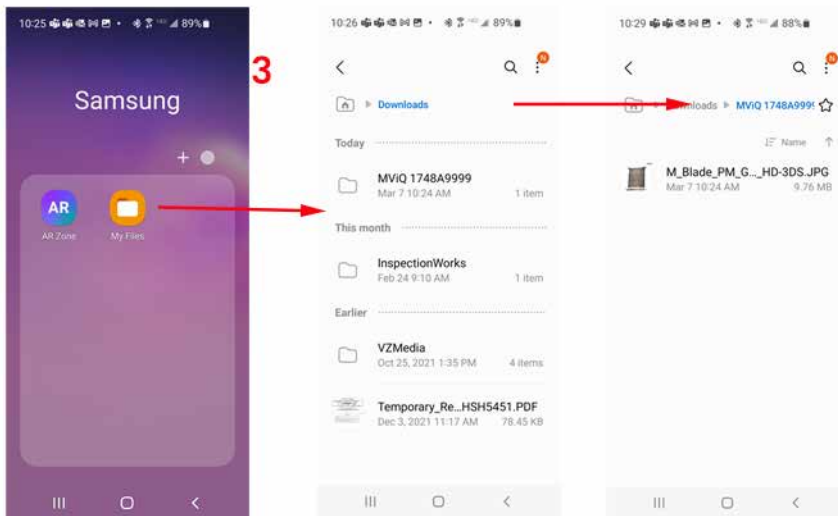 10:25
89%
3
Samsung
AR
AR Zone
My Files
10:26
89%
N
Downloads
Today
MViQ 1748A9999
Mar 7 10:24 AM
1 item
This month
InspectionWorks
Feb 24 9:10 AM
1 item
Earlier
VZMedia
Oct 25, 2021 1:35 PM
4 items
Temporary_Re...HSH5451.PDF
Dec 3, 2021 11:17 AM
78.45 KB
10:29
88%
N
MViQ 1748A9999
Name
M_Blade_PM_G..._HD-3DS.JPG
Mar 7 10:24 AM
9.76 MB